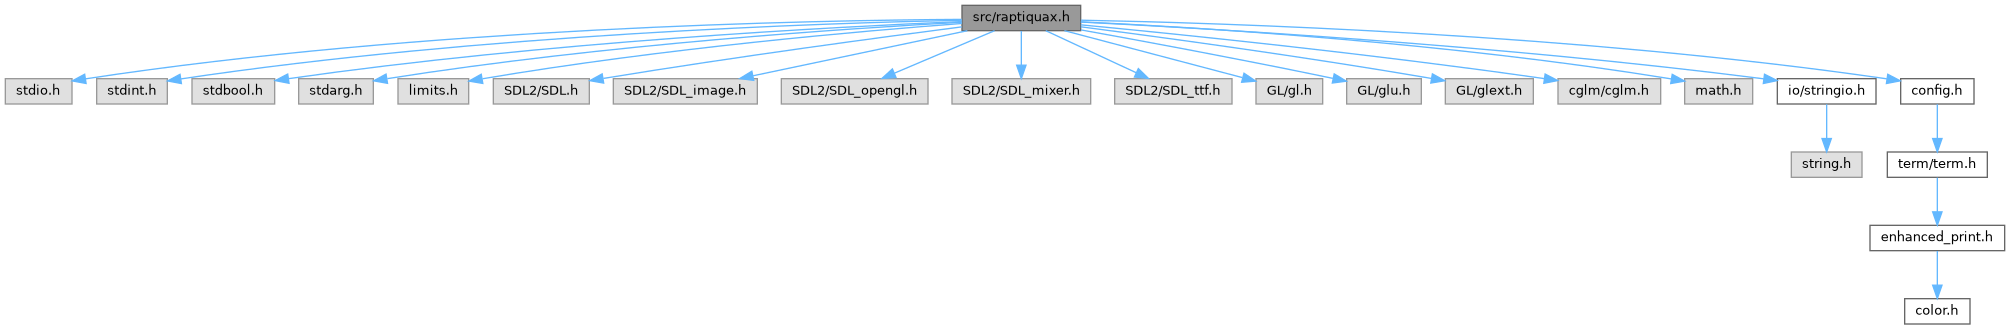 src/raptiquax.h
stdio.h
stdint.h
stdbool.h
stdarg.h
limits.h
SDL2/SDL.h
SDL2/SDL_image.h
SDL2/SDL_opengl.h
SDL2/SDL_mixer.h
SDL2/SDL_ttf.h
GL/gl.h
GL/glu.h
GL/glext.h
cglm/cglm.h
math.h
io/stringio.h
config.h
string.h
term/term.h
enhanced_print.h
color.h